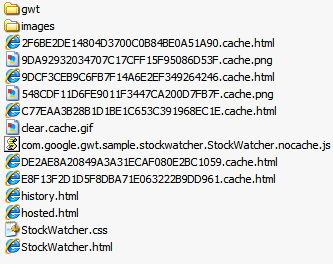 gwt
images
2F6BE2DE14804D3700C0B84BE0A51A90.cache.html
9DA92932034707C17CFF15F95086D53F.cache.png
9DCF3CEB9C6FB7F14A6E2EF349264246.cache.html
548CDF11D6FE9011F3447CA200D7FB7F.cache.png
C77EAA3B28B1D1BE1C653C391968EC1E.cache.html
clear.cache.gif
com.google.gwt.sample.stockwatcher.StockWatcher.nocache.js
DE2AE8A20849A3A31ECAF080E2BC1059.cache.html
E8F13F2D1D5F8DBA71E063222B9DD961.cache.html
history.html
hosted.html
StockWatcher.css
StockWatcher.html